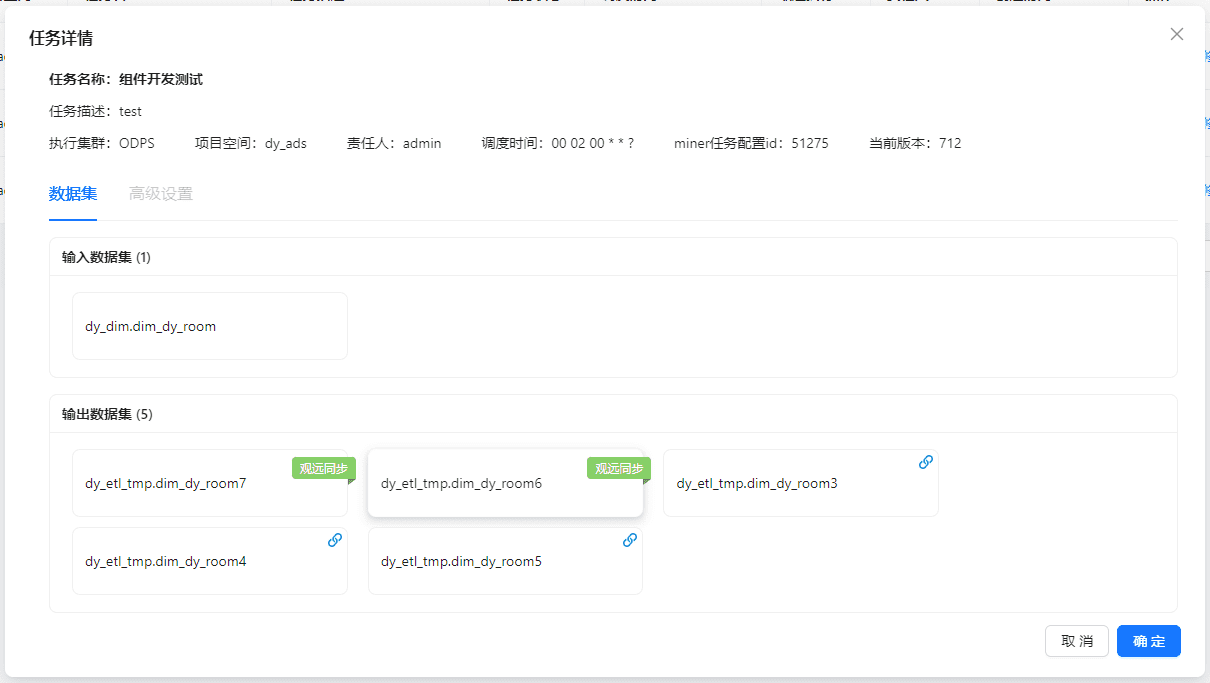 任务详情
任务名称：组件开发测试
任务描述：test
执行集群：ODPS 项目空间：dy_ads 责任人：admin 调度时间：00 02 00 * * ? miner任务配置id：51275 当前版本：712
数据集 高级设置
输入数据集 (1)
dy_dim.dim_dy_room
输出数据集 (5)
观远同步 观远同步
dy_etl_tmp.dim_dy_room7 dy_etl_tmp.dim_dy_room6 dy_etl_tmp.dim_dy_room3
dy_etl_tmp.dim_dy_room4 dy_etl_tmp.dim_dy_room5
取 消 确 定